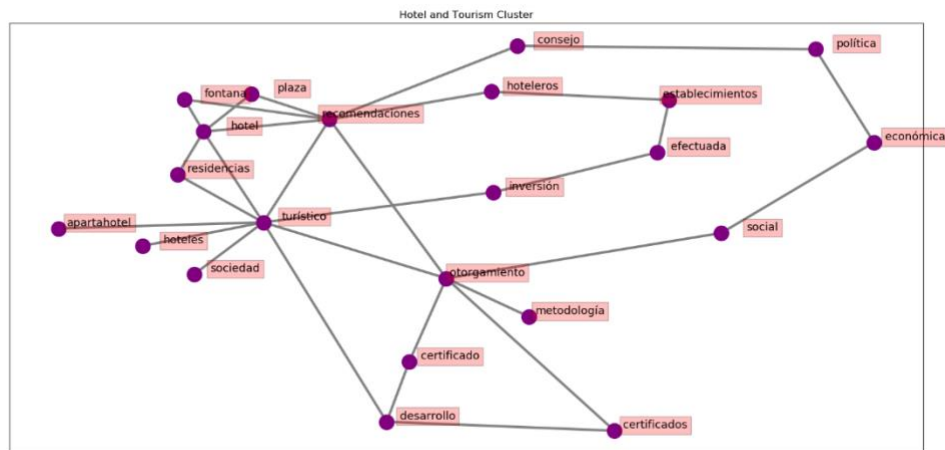 Hotel and Tourism Cluster
consejo
política
fontana
plaza
hoteleros
establecimientos
recomendaciones
hotel
económica
efectuada
residencias
inversión
apartahotel
turístico
social
hoteles
sociedad
otorgamiento
metodología
certificado
desarrollo
certificados